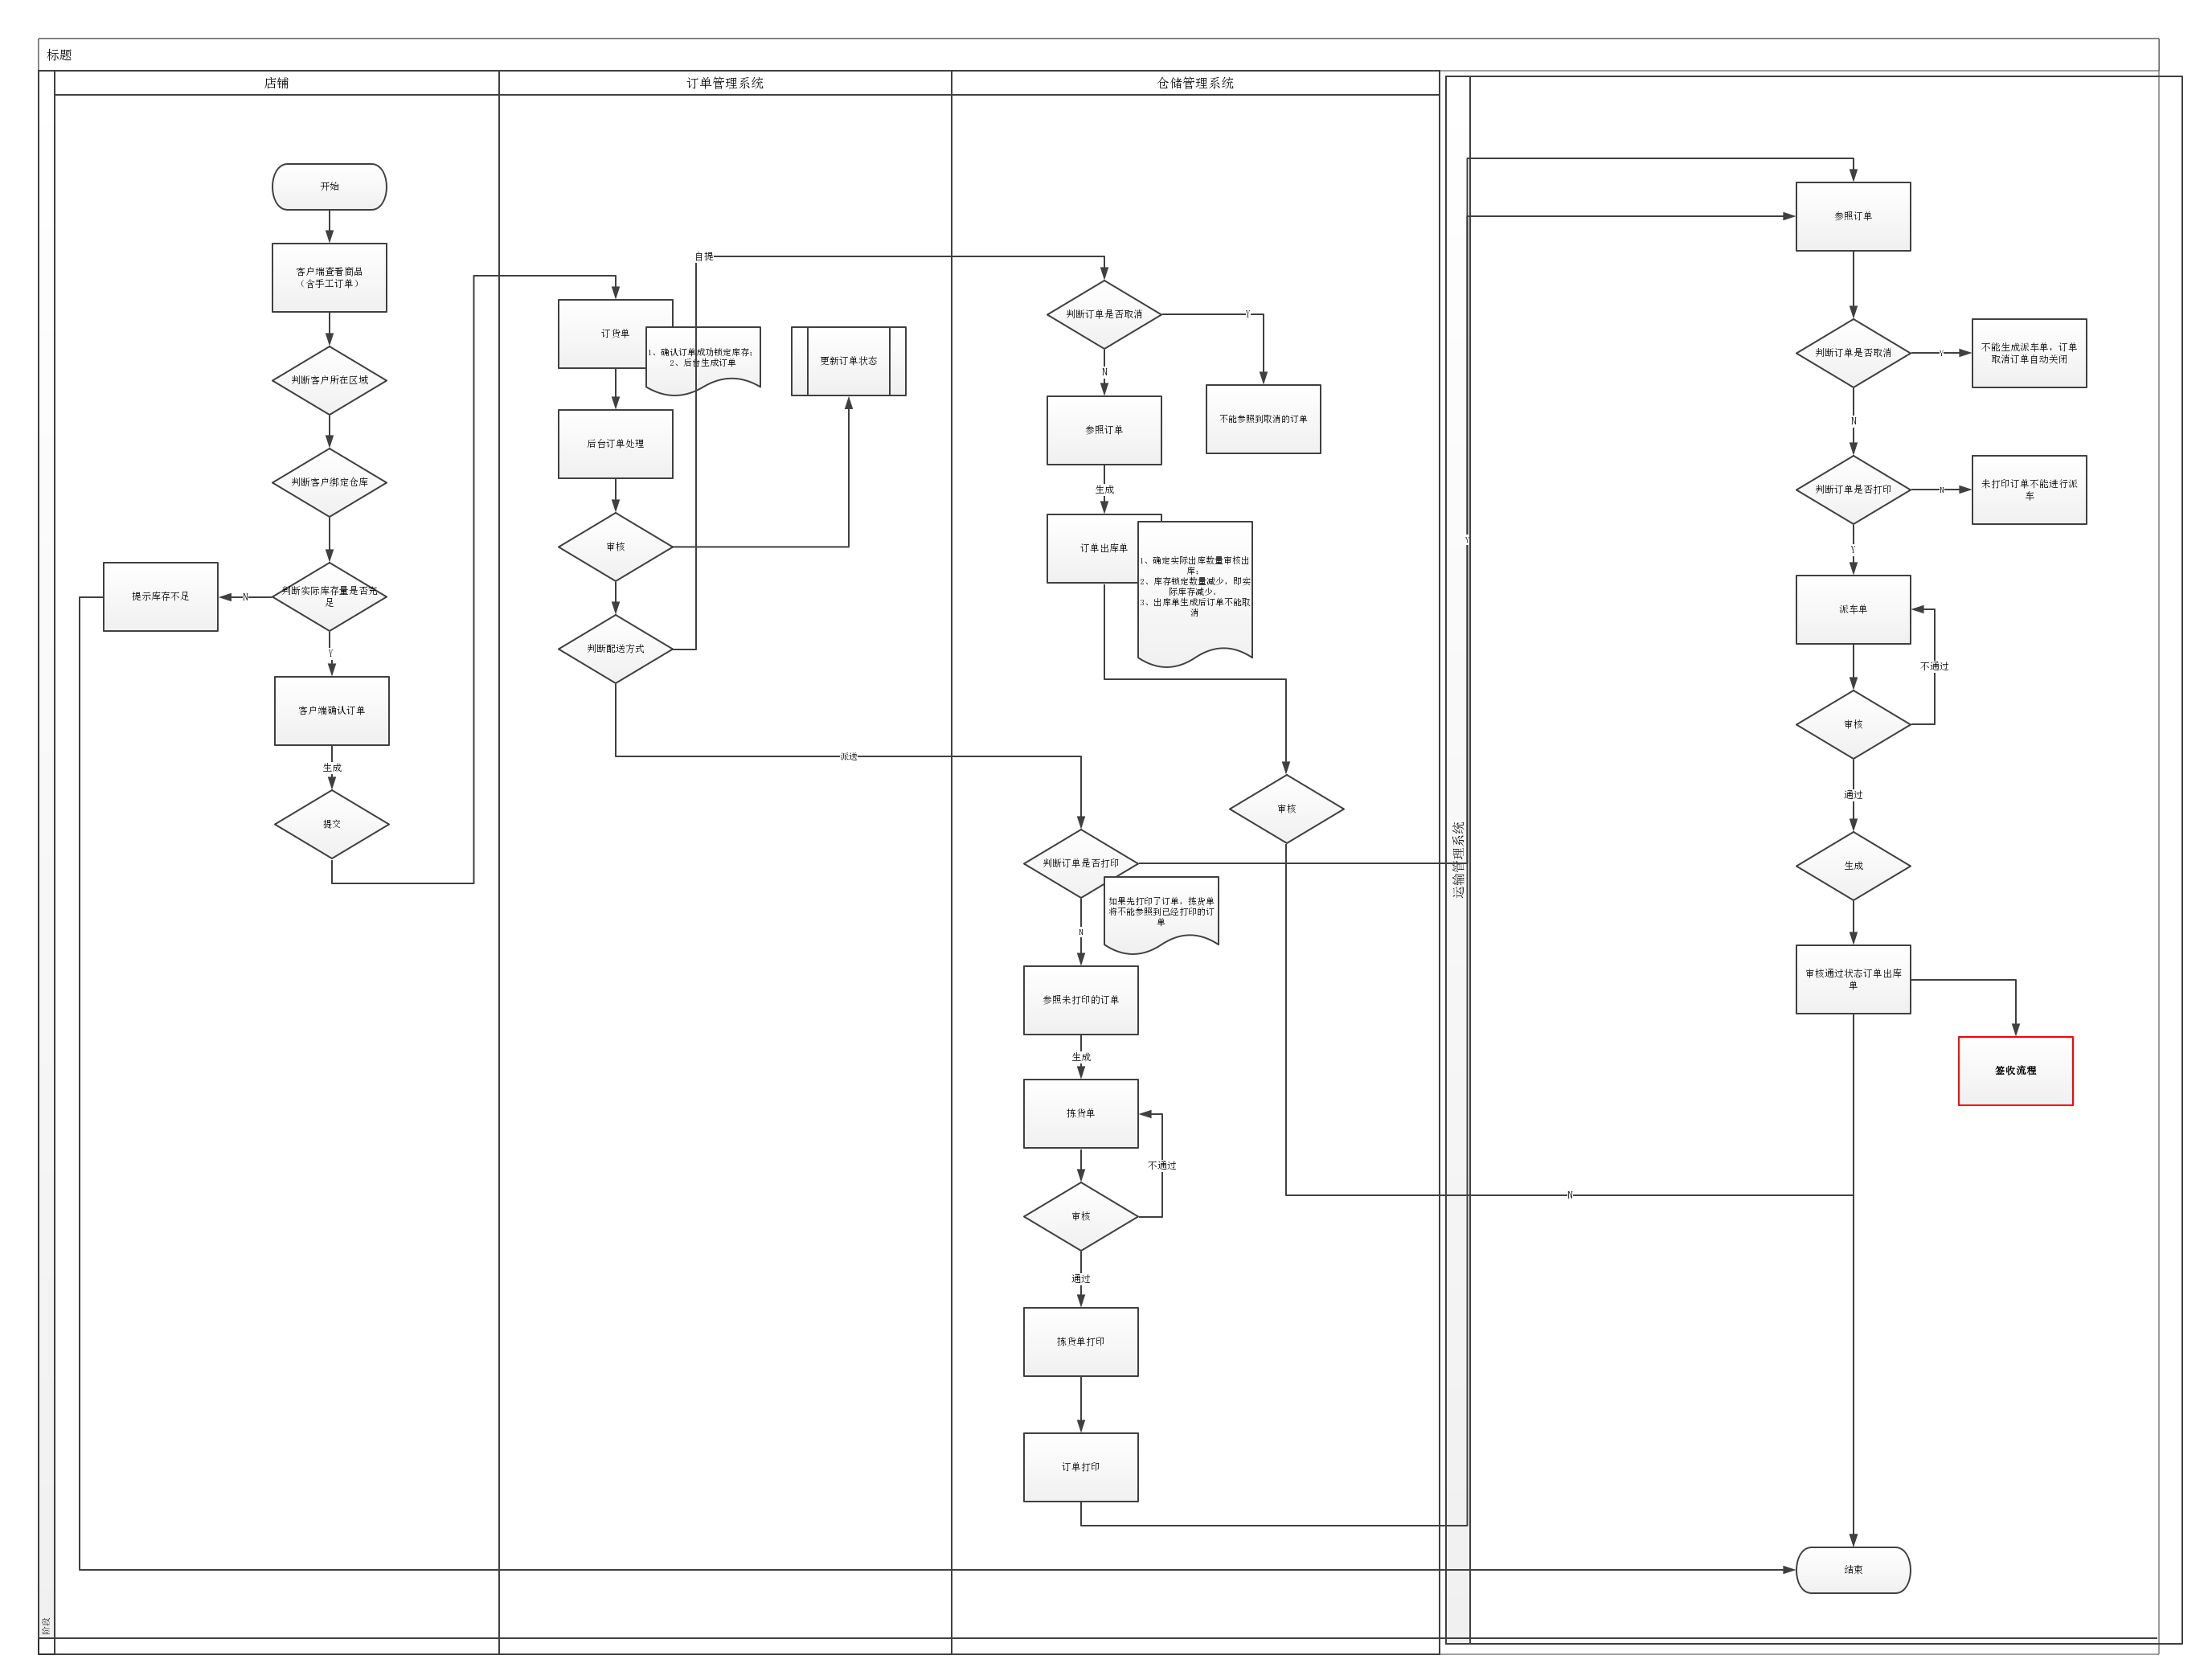 标题
店铺
订单管理系统
仓储管理系统
运输管理系统
阶段
开始
客户端查看商品
（含手工订单）
判断客户所在区域
判断客户绑定仓库
判断实际库存量是否充
足
N
提示库存不足
Y
客户端确认订单
生成
提交
订货单
1、确认订单成功锁定库存；
2、后台生成订单
更新订单状态
后台订单处理
审核
判断配送方式
自提
派送
判断订单是否取消
Y
不能参照到取消的订单
N
参照订单
生成
订单出库单
1、确定实际出库数量审核出
库；
2、库存锁定数量减少，即实
际库存减少，
3、出库单生成后订单不能取
消
审核
N
判断订单是否打印
Y
如果先打印了订单，拣货单
将不能参照到已经打印的订
单
N
参照未打印的订单
生成
拣货单
不通过
审核
通过
拣货单打印
订单打印
参照订单
判断订单是否取消
Y
不能生成派车单，订单
取消订单自动关闭
N
判断订单是否打印
N
未打印订单不能进行派
车
Y
派车单
不通过
审核
通过
生成
审核通过状态订单出库
单
签收流程
结束